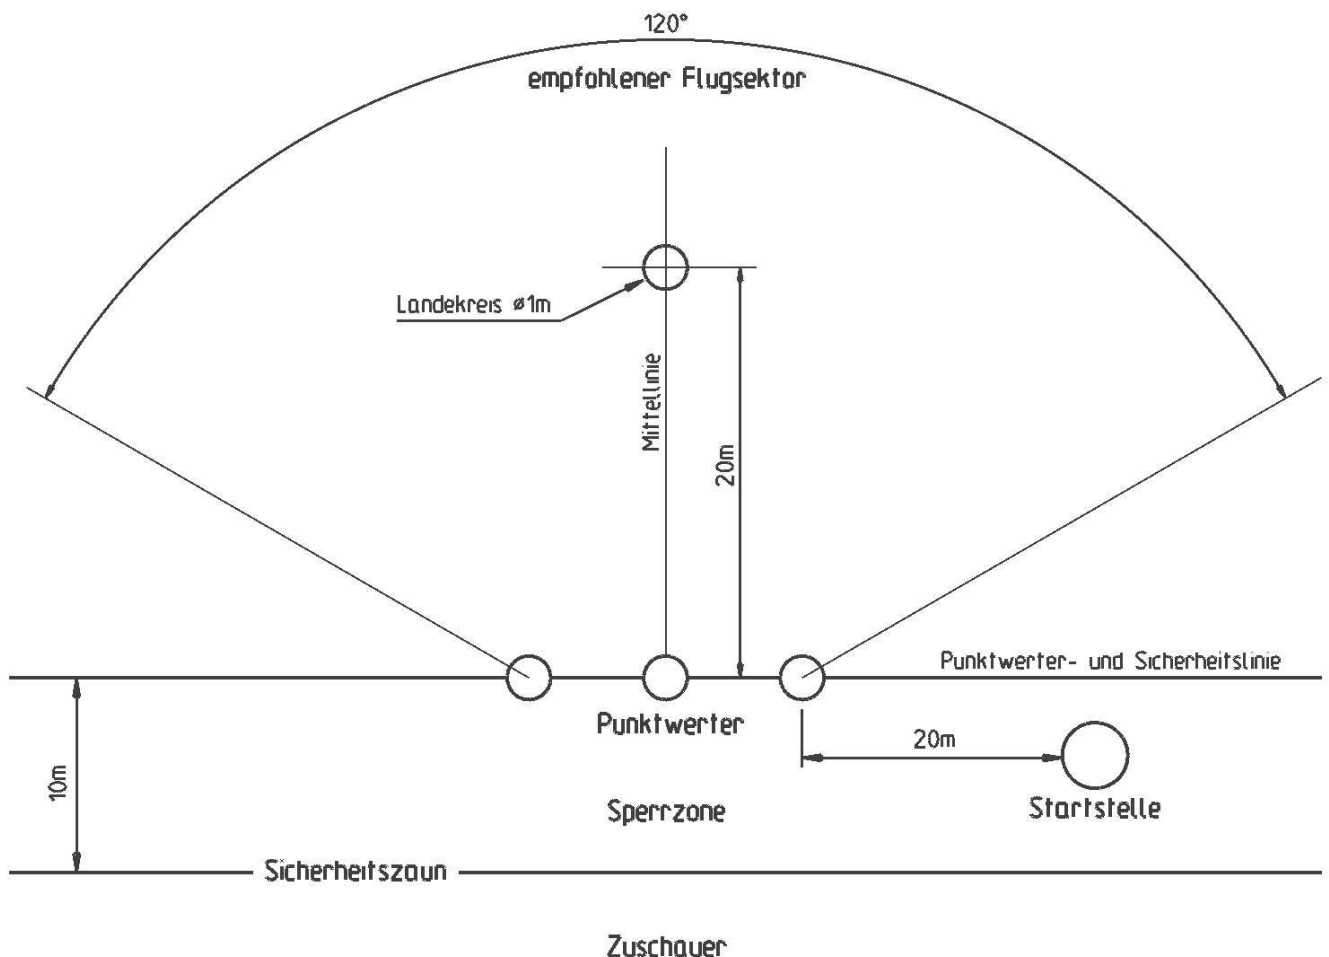 120°
empfohlener Flugsektor
Landekreis ø1m
Mittellinie
20m
Punktwerter- und Sicherheitslinie
Punktwerter
20m
10m
Sperrzone
Startstelle
Sicherheitszaun
Zuschauer